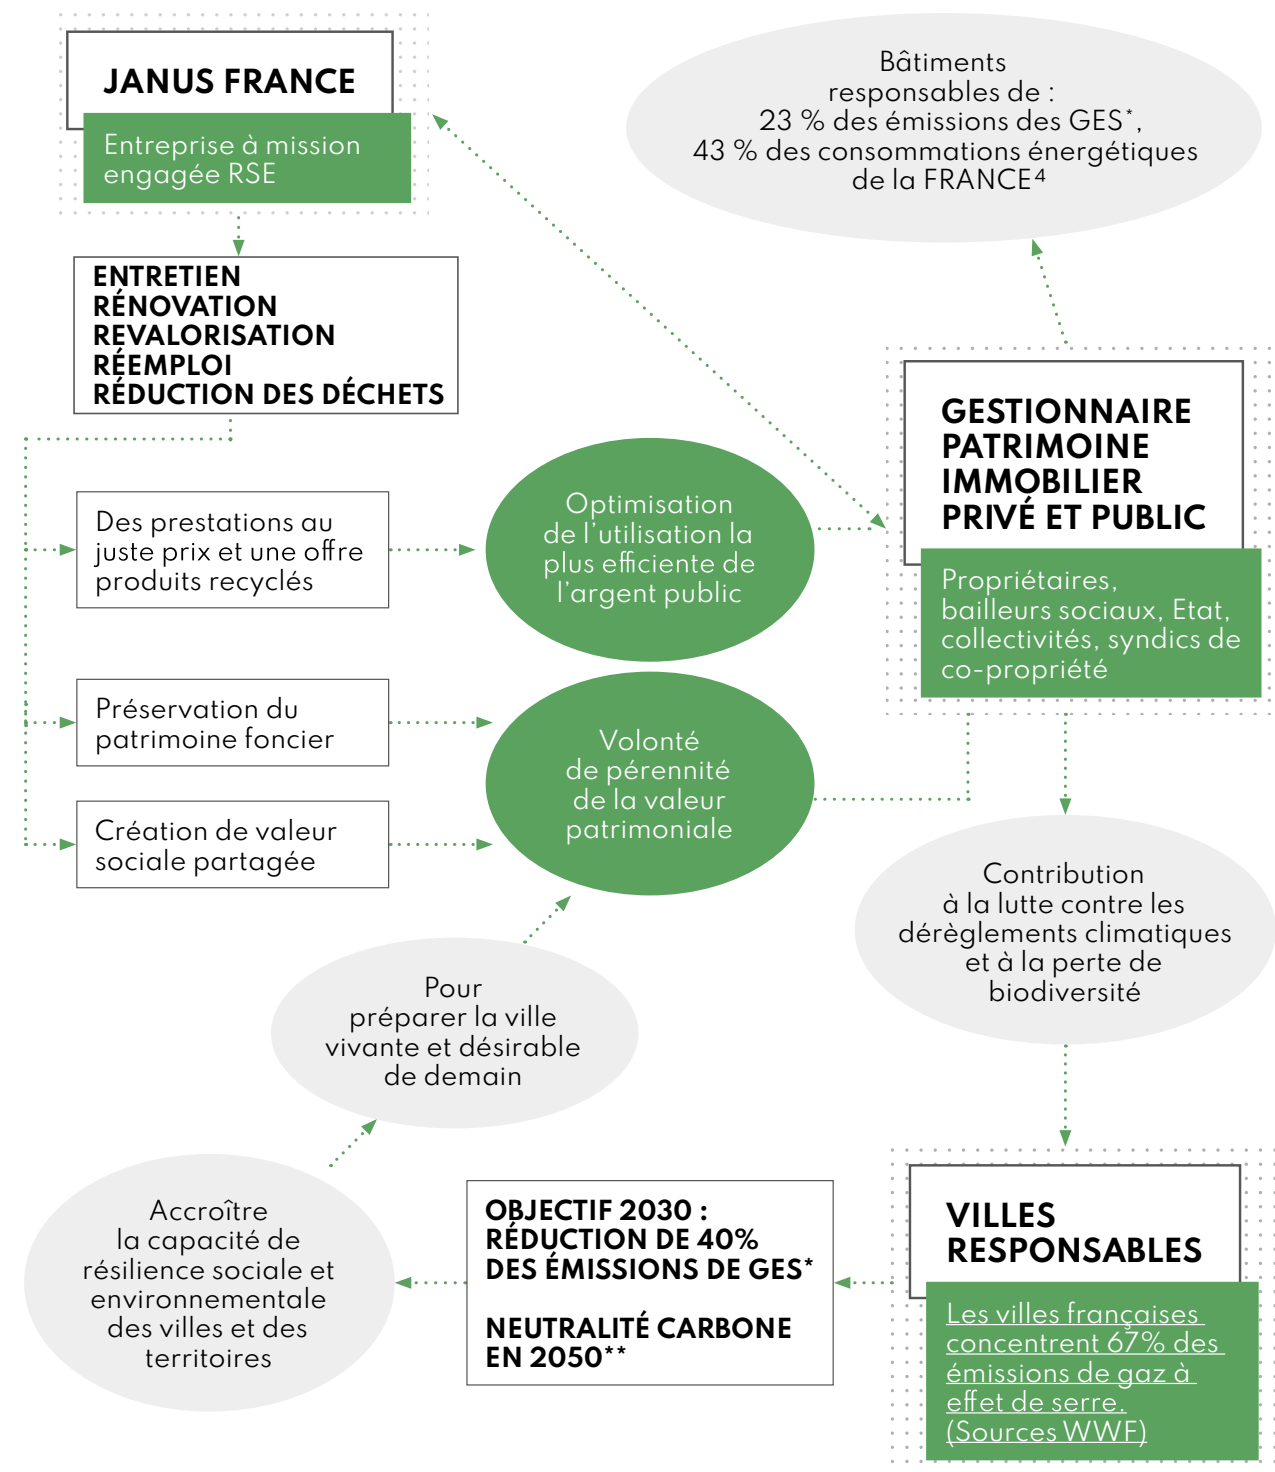 JANUS FRANCE
Entreprise à mission
engagée RSE
Bâtiments
responsables de :
23 % des émissions des GES*,
43 % des consommations énergétiques
de la FRANCE⁴
ENTRETIEN
RÉNOVATION
REVALORISATION
RÉEMPLOI
RÉDUCTION DES DÉCHETS
GESTIONNAIRE
PATRIMOINE
IMMOBILIER
PRIVÉ ET PUBLIC
Propriétaires,
bailleurs sociaux, Etat,
collectivités, syndics de
co-propriété
Des prestations au
juste prix et une offre
produits recyclés
Optimisation
de l'utilisation la
plus efficiente de
l'argent public
Préservation du
patrimoine foncier
Volonté
de pérennité
de la valeur
patrimoniale
Création de valeur
sociale partagée
Contribution
à la lutte contre les
dérèglements climatiques
et à la perte de
biodiversité
Pour
préparer la ville
vivante et désirable
de demain
Accroître
la capacité de
résilience sociale et
environnementale
des villes et des
territoires
OBJECTIF 2030 :
RÉDUCTION DE 40%
DES ÉMISSIONS DE GES*
NEUTRALITÉ CARBONE
EN 2050**
VILLES
RESPONSABLES
Les villes françaises
concentrent 67% des
émissions de gaz à
effet de serre.
(Sources WWF)